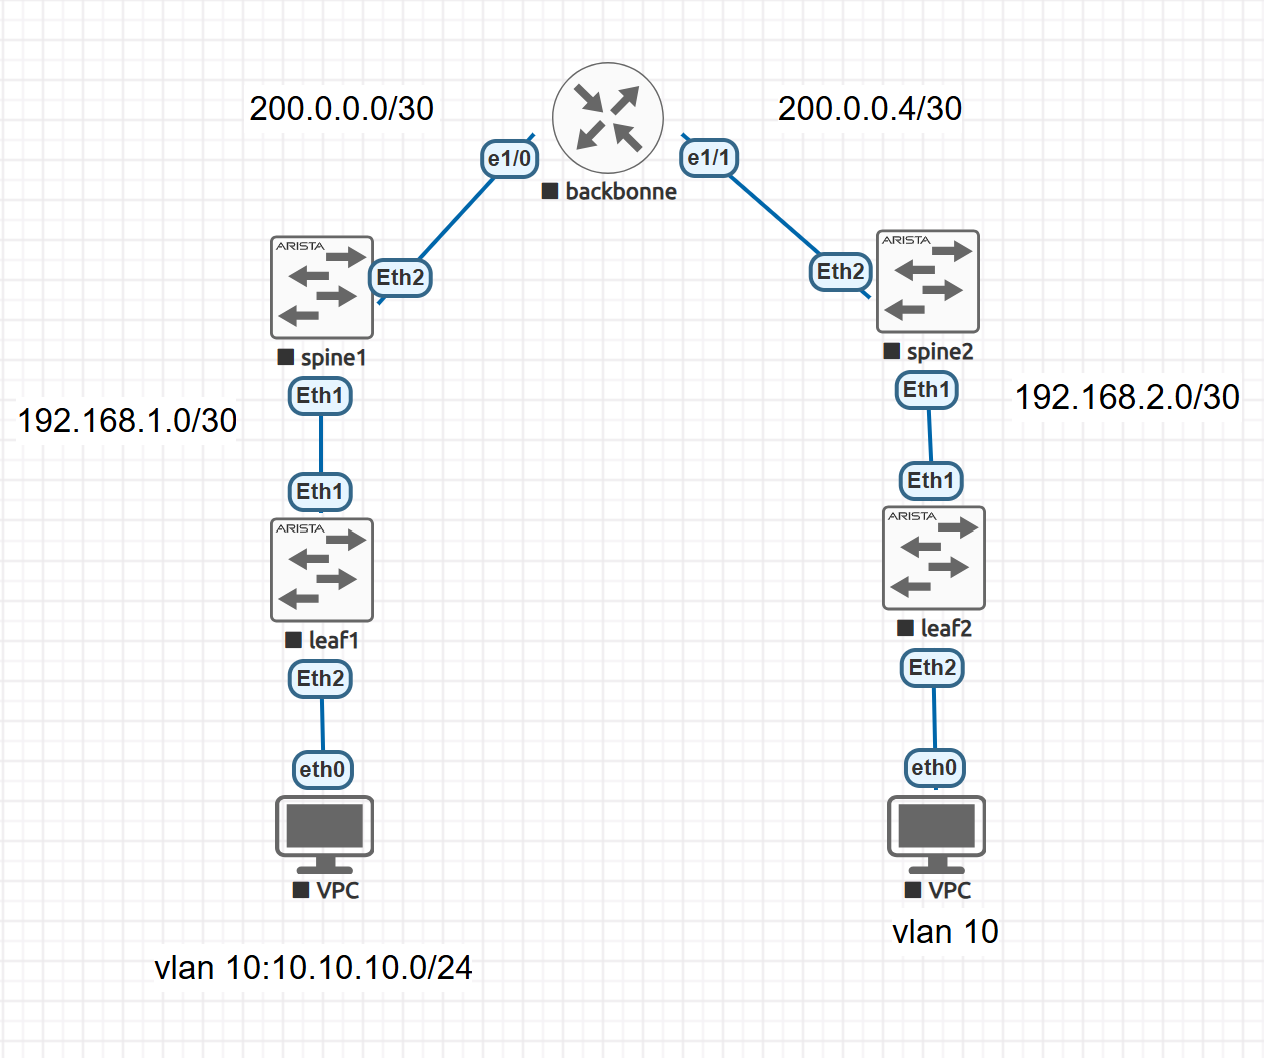 200.0.0.0/30
200.0.0.4/30
e1/0
e1/1
backbonne
ARISTA
ARISTA
Eth2
Eth2
spine1
spine2
Eth1
Eth1
192.168.1.0/30
192.168.2.0/30
Eth1
Eth1
ARISTA
ARISTA
leaf1
leaf2
Eth2
Eth2
eth0
eth0
VPC
VPC
vlan 10
vlan 10:10.10.10.0/24